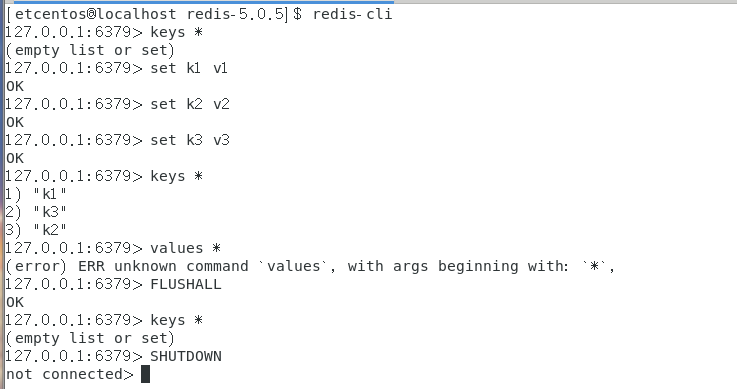 [etcentos@localhost redis-5.0.5]$ redis-cli
127.0.0.1:6379> keys *
(empty list or set)
127.0.0.1:6379> set k1 v1
OK
127.0.0.1:6379> set k2 v2
OK
127.0.0.1:6379> set k3 v3
OK
127.0.0.1:6379> keys *
1) "k1"
2) "k3"
3) "k2"
127.0.0.1:6379> values *
(error) ERR unknown command `values`, with args beginning with: `*`,
127.0.0.1:6379> FLUSHALL
OK
127.0.0.1:6379> keys *
(empty list or set)
127.0.0.1:6379> SHUTDOWN
not connected>